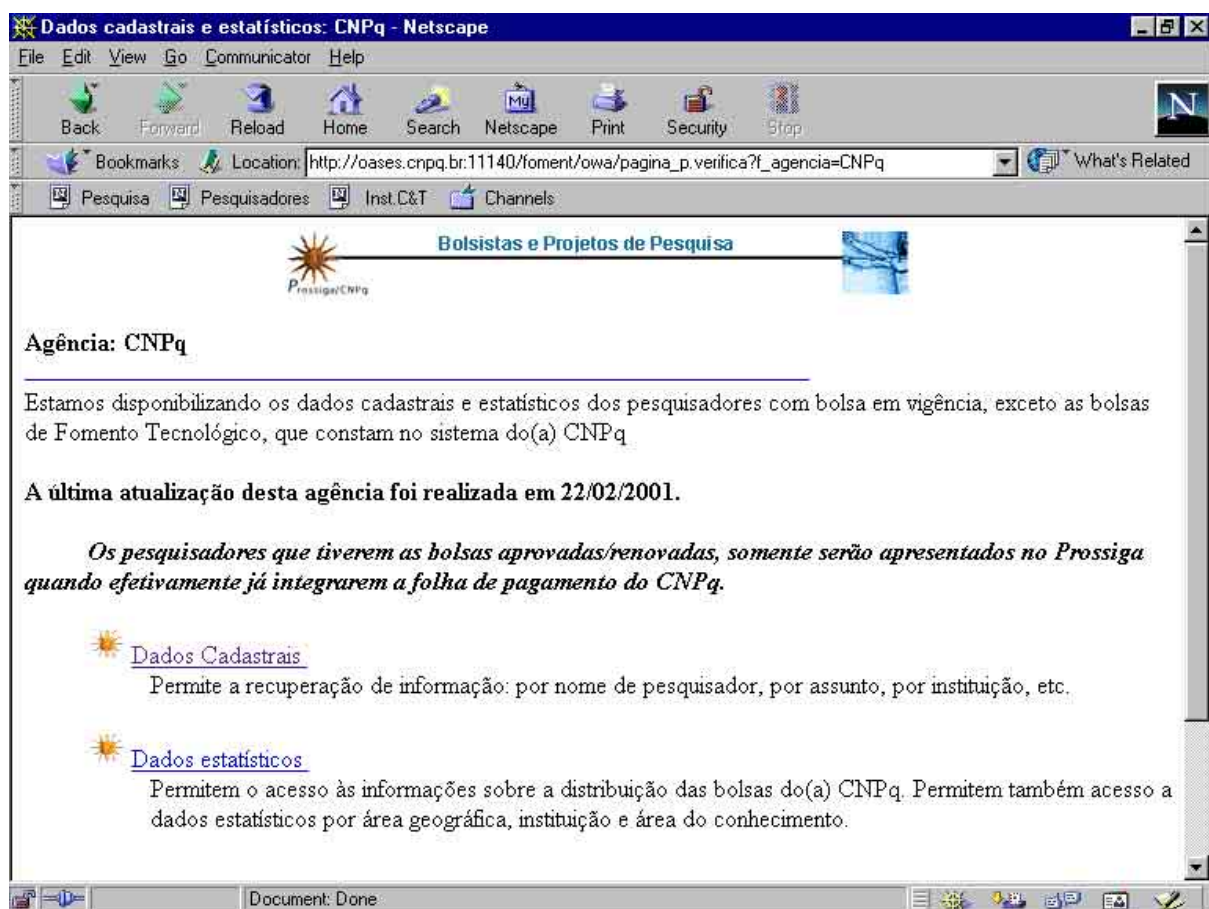 Dados cadastrais e estatísticos: CNPq - Netscape
File Edit View Go Communicator Help
Back Forward Reload Home Search Netscape Print Security Stop
My
N
Bookmarks Location: http://oases.cnpq.br:11140/foment/owa/pagina_p.verifica?f_agencia=CNPq What's Related
Pesquisa Pesquisadores Inst.C&T Channels
Bolsistas e Projetos de Pesquisa
Prossiga/CNPq
Agência: CNPq
Estamos disponibilizando os dados cadastrais e estatísticos dos pesquisadores com bolsa em vigência, exceto as bolsas
de Fomento Tecnológico, que constam no sistema do(a) CNPq
A última atualização desta agência foi realizada em 22/02/2001.
Os pesquisadores que tiverem as bolsas aprovadas/renovadas, somente serão apresentados no Prossiga
quando efetivamente já integrarem a folha de pagamento do CNPq.
Dados Cadastrais
Permite a recuperação de informação: por nome de pesquisador, por assunto, por instituição, etc.
Dados estatísticos
Permitem o acesso às informações sobre a distribuição das bolsas do(a) CNPq. Permitem também acesso a
dados estatísticos por área geográfica, instituição e área do conhecimento.
Document: Done